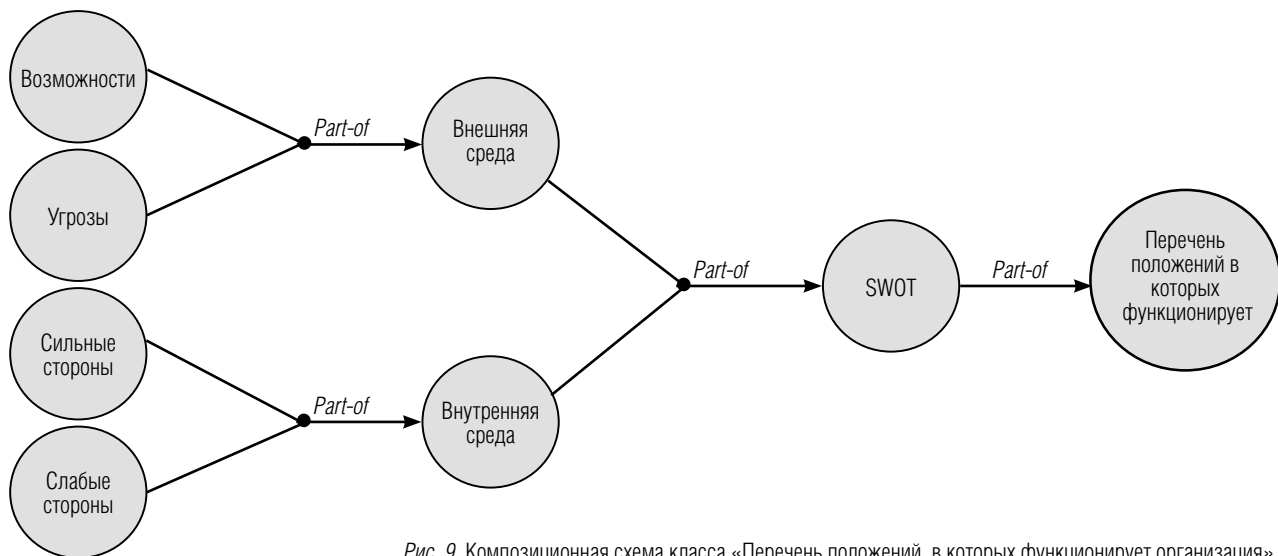 Возможности
Part-of
Внешняя
среда
Угрозы
Part-of
SWOT
Part-of
Перечень
положений в
которых
функционирует
Сильные
стороны
Part-of
Внутренняя
среда
Слабые
стороны
Рис. 9. Композиционная схема класса «Перечень положений, в которых функционирует организация»